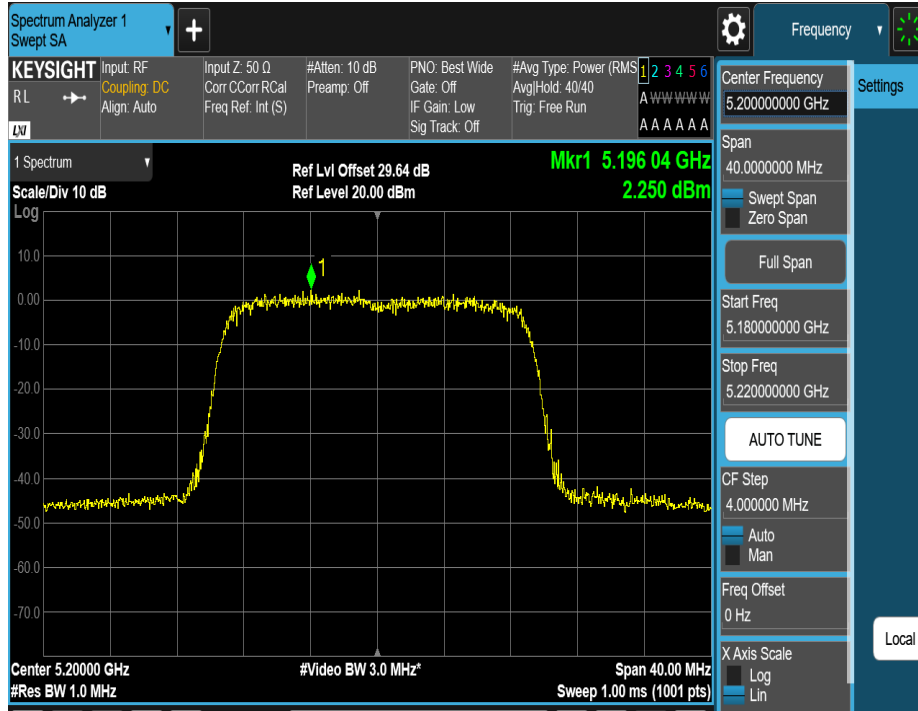 Spectrum Analyzer 1
Swept SA
+
Frequency
KEYSIGHT
R L
LXI
Input: RF
Coupling: DC
Align: Auto
Input Z: 50 Ω
Corr CCorr RCal
Freq Ref: Int (S)
#Atten: 10 dB
Preamp: Off
PNO: Best Wide
Gate: Off
IF Gain: Low
Sig Track: Off
#Avg Type: Power (RMS
Avg|Hold: 40/40
Trig: Free Run
1 2 3 4 5 6
A W W W W W
A A A A A A
1 Spectrum
Scale/Div 10 dB
Log
Ref Lvl Offset 29.64 dB
Ref Level 20.00 dBm
Mkr1 5.196 04 GHz
2.250 dBm
1
10.0
0.00
-10.0
-20.0
-30.0
-40.0
-50.0
-60.0
-70.0
Center 5.20000 GHz
#Res BW 1.0 MHz
#Video BW 3.0 MHz*
Span 40.00 MHz
Sweep 1.00 ms (1001 pts)
Center Frequency
5.200000000 GHz
Span
40.0000000 MHz
Swept Span
Zero Span
Full Span
Start Freq
5.180000000 GHz
Stop Freq
5.220000000 GHz
AUTO TUNE
CF Step
4.000000 MHz
Auto
Man
Freq Offset
0 Hz
X Axis Scale
Log
Lin
Settings
Local